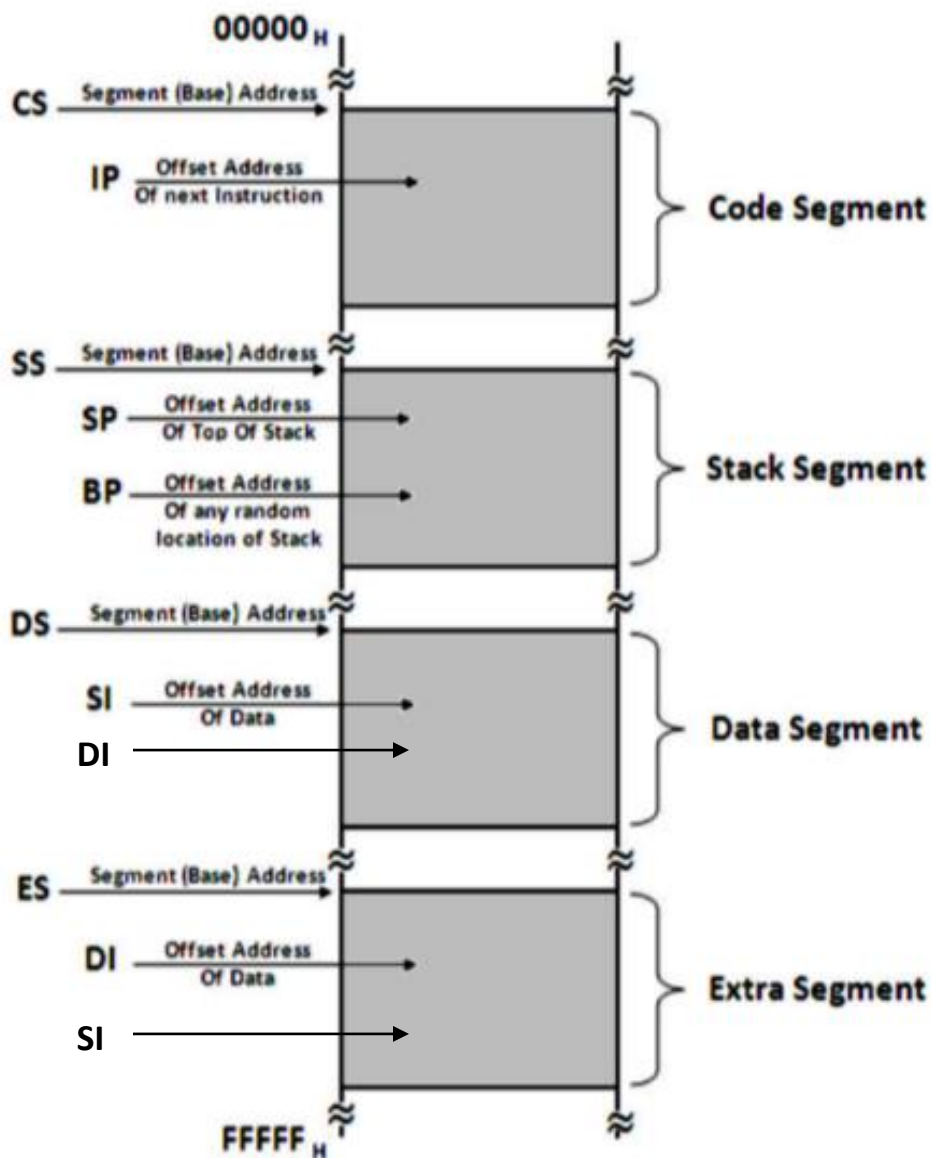 00000 H
CS Segment (Base) Address
IP Offset Address
Of next Instruction
Code Segment
SS Segment (Base) Address
SP Offset Address
Of Top Of Stack
BP Offset Address
Of any random
location of Stack
Stack Segment
DS Segment (Base) Address
SI Offset Address
Of Data
DI
Data Segment
ES Segment (Base) Address
DI Offset Address
Of Data
SI
Extra Segment
FFFFF H